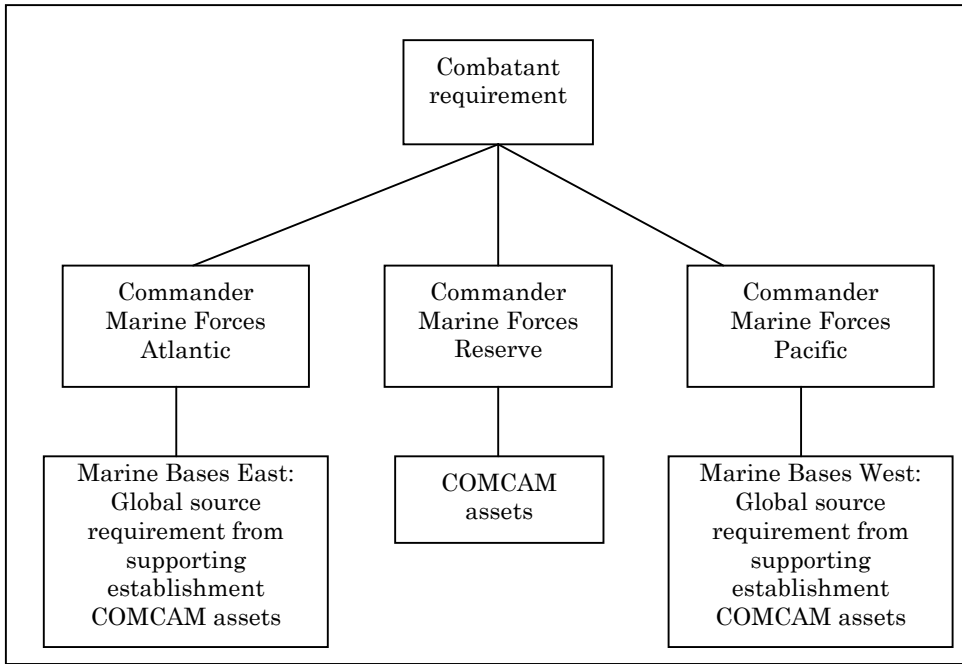 Combatant
requirement
Commander
Marine Forces
Atlantic
Commander
Marine Forces
Reserve
Commander
Marine Forces
Pacific
Marine Bases East:
Global source
requirement from
supporting
establishment
COMCAM assets
COMCAM
assets
Marine Bases West:
Global source
requirement from
supporting
establishment
COMCAM assets